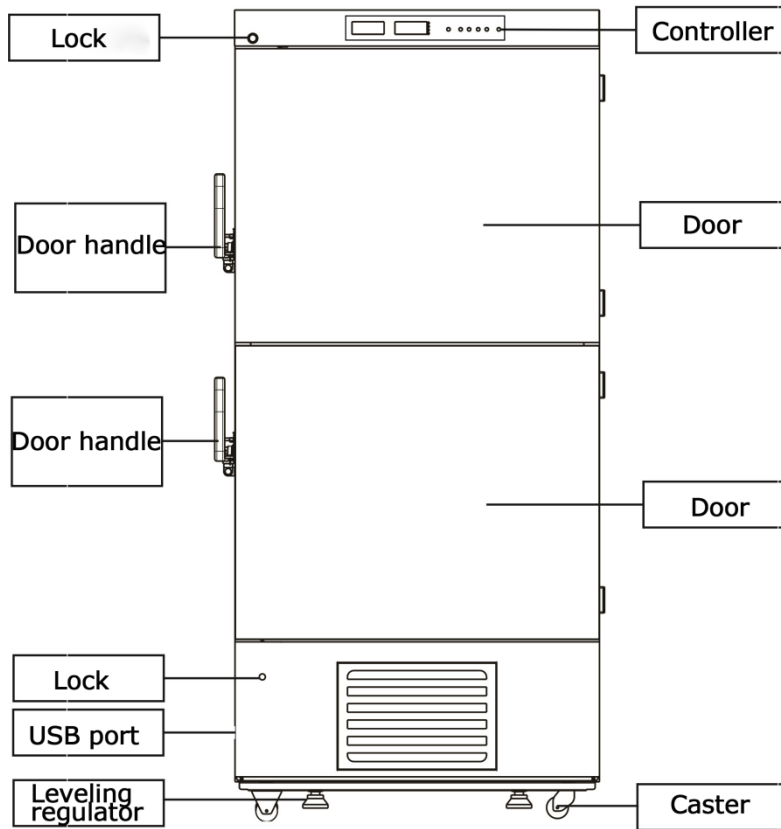 Lock
Controller
Door handle
Door
Door handle
Door
Lock
USB port
Leveling
regulator
Caster